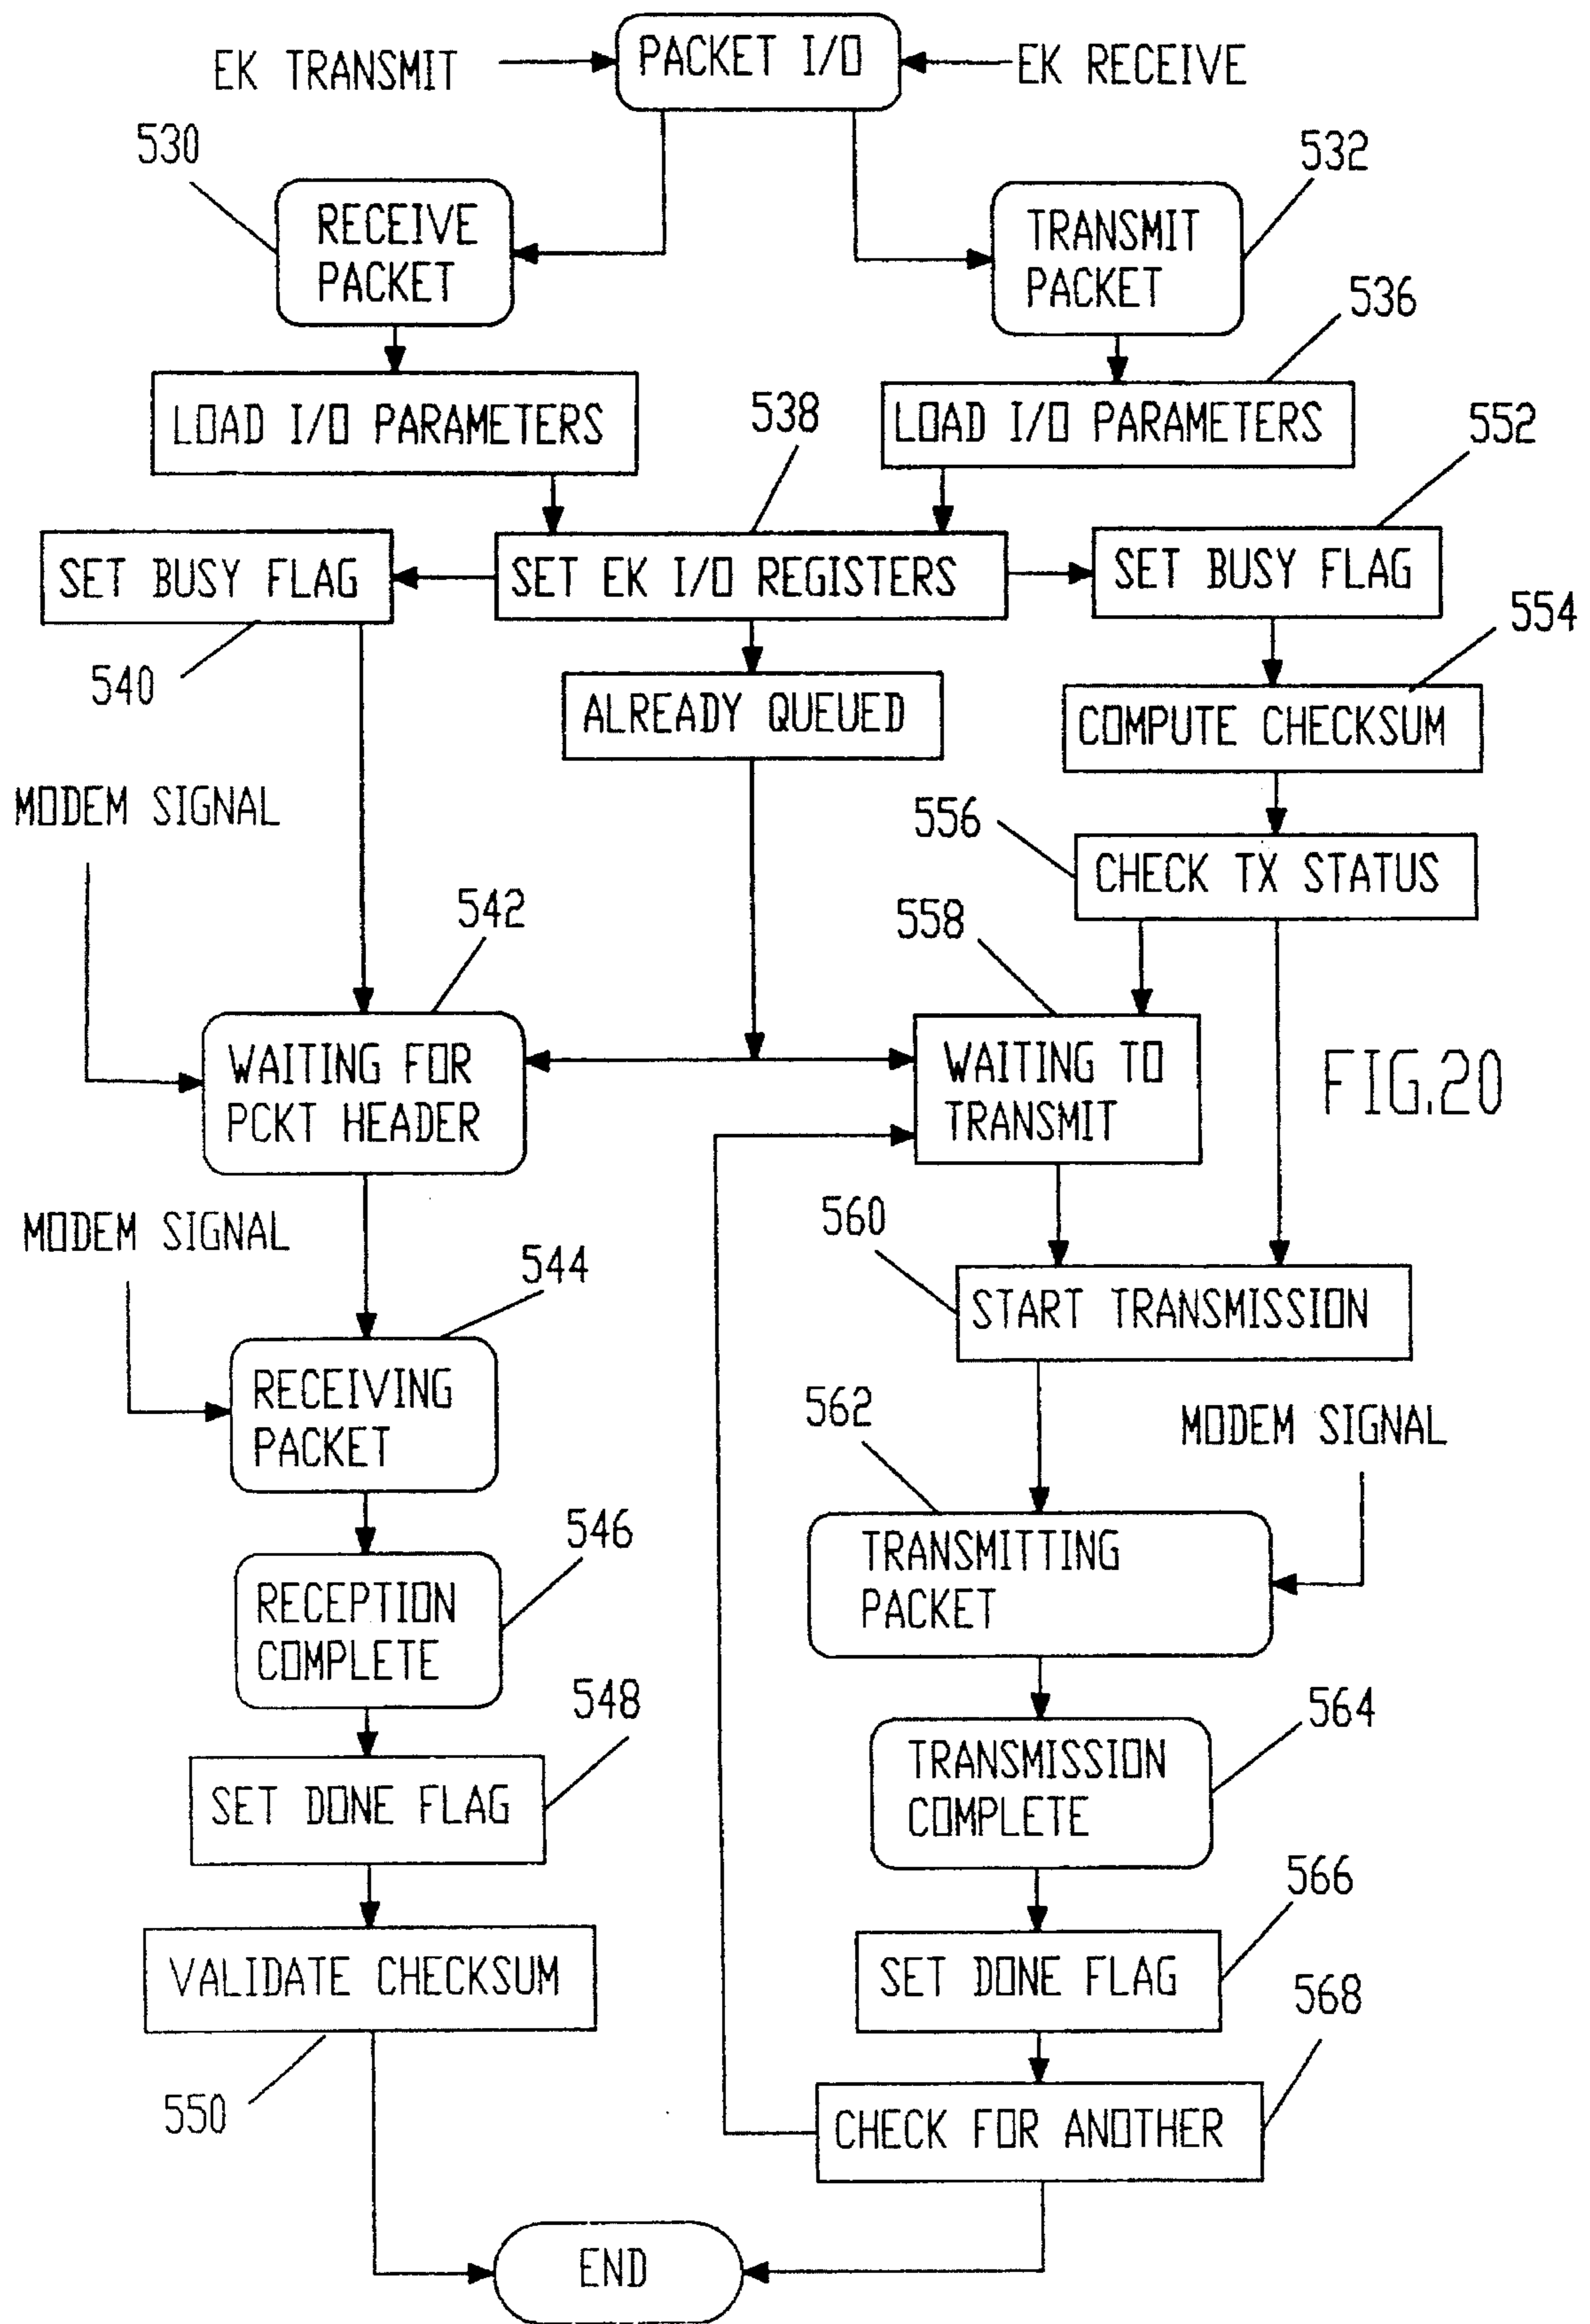 EK TRANSMIT
PACKET I/O
EK RECEIVE
530
532
RECEIVE
PACKET
TRANSMIT
PACKET
536
LOAD I/O PARAMETERS
538
LOAD I/O PARAMETERS
552
SET BUSY FLAG
SET EK I/O REGISTERS
SET BUSY FLAG
554
540
ALREADY QUEUED
COMPUTE CHECKSUM
MODEM SIGNAL
556
CHECK TX STATUS
542
558
WAITING FOR
PCKT HEADER
WAITING TO
TRANSMIT
FIG.20
MODEM SIGNAL
544
560
START TRANSMISSION
RECEIVING
PACKET
562
MODEM SIGNAL
546
TRANSMITTING
PACKET
RECEPTION
COMPLETE
548
564
TRANSMISSION
COMPLETE
SET DONE FLAG
566
VALIDATE CHECKSUM
SET DONE FLAG
568
550
CHECK FOR ANOTHER
END